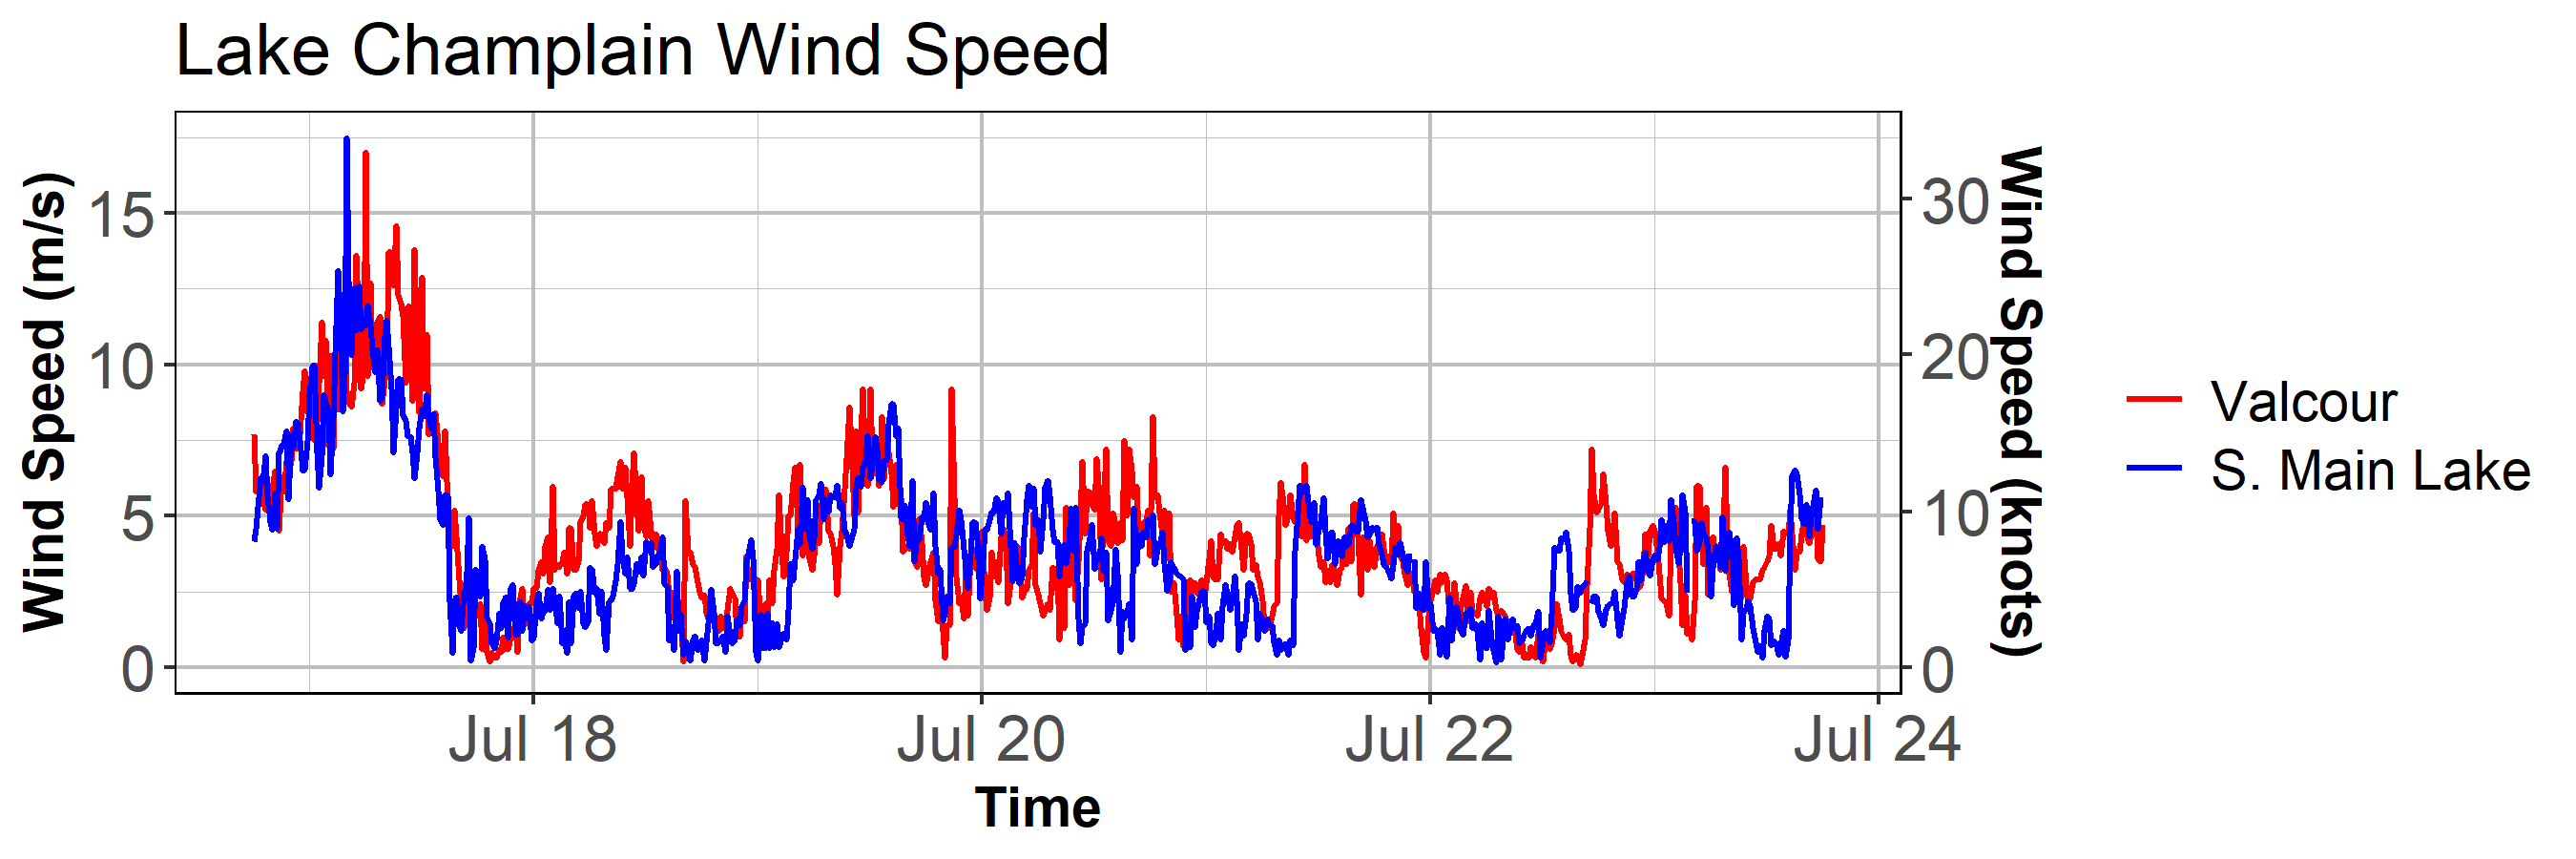 Lake Champlain Wind Speed
Wind Speed (m/s)
15
10
5
0
30
20
10
0
Wind Speed (knots)
Jul 18
Jul 20
Jul 22
Jul 24
Time
Valcour
S. Main Lake